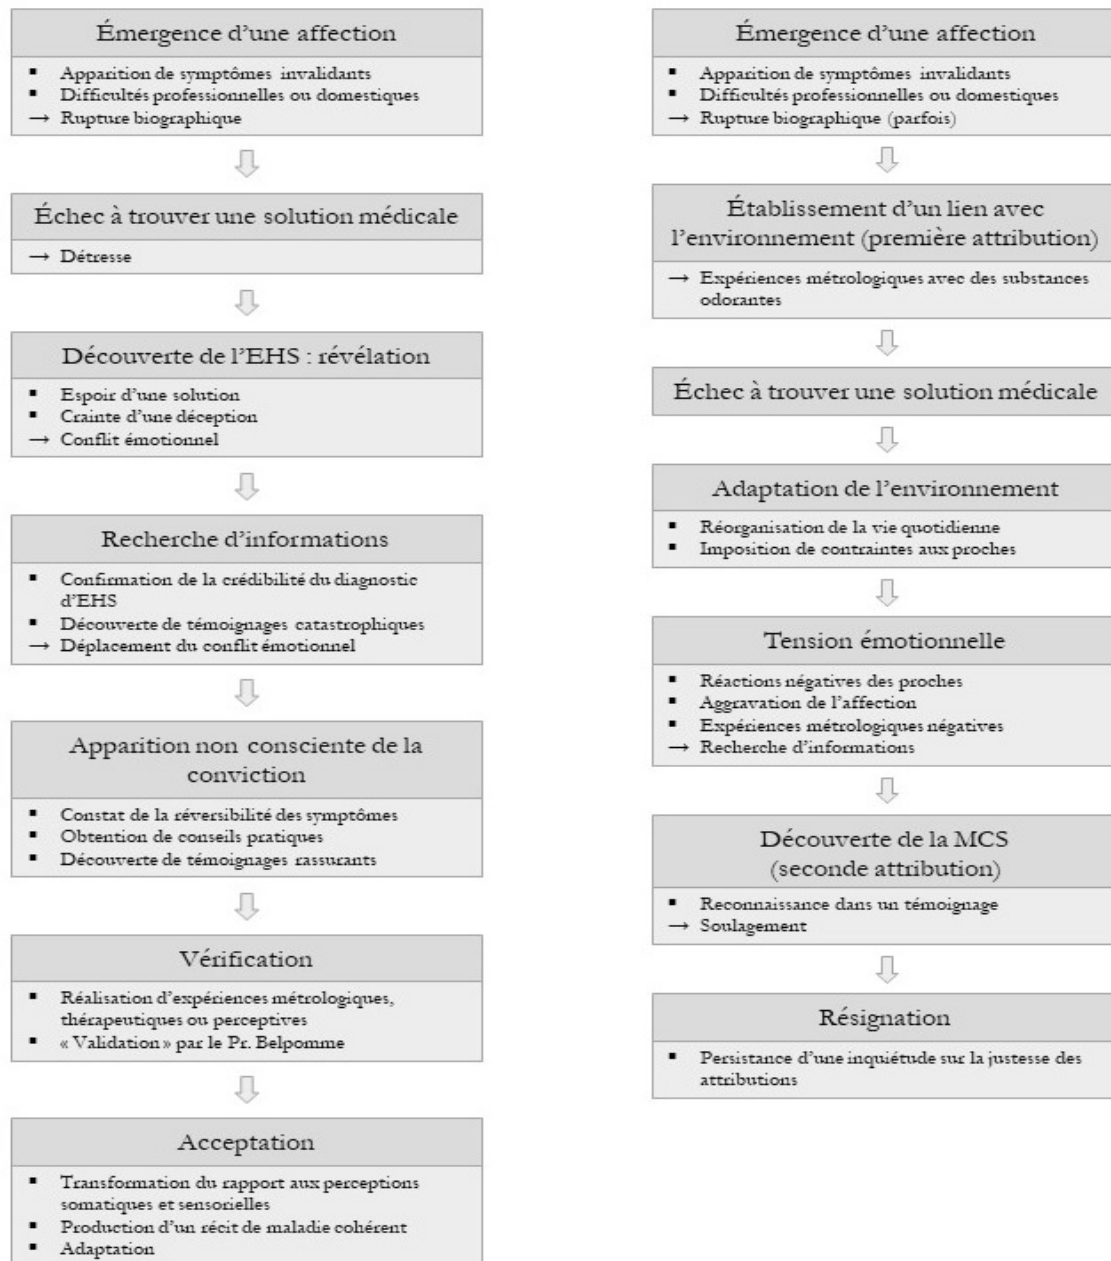 Émergence d’une affection
▪ Apparition de symptômes invalidants
▪ Difficultés professionnelles ou domestiques
→ Rupture biographique
Échec à trouver une solution médicale
→ Détresse
Découverte de l’EHS : révélation
▪ Espoir d’une solution
▪ Crainte d’une déception
→ Conflit émotionnel
Recherche d’informations
▪ Confirmation de la crédibilité du diagnostic
d’EHS
▪ Découverte de témoignages catastrophiques
→ Déplacement du conflit émotionnel
Apparition non consciente de la
conviction
▪ Constat de la réversibilité des symptômes
▪ Obtention de conseils pratiques
▪ Découverte de témoignages rassurants
Vérification
▪ Réalisation d’expériences métrologiques,
thérapeutiques ou perceptives
▪ « Validation » par le Pr. Belpomme
Acceptation
▪ Transformation du rapport aux perceptions
somatiques et sensorielles
▪ Production d’un récit de maladie cohérent
▪ Adaptation
Émergence d’une affection
▪ Apparition de symptômes invalidants
▪ Difficultés professionnelles ou domestiques
→ Rupture biographique (parfois)
Établissement d’un lien avec
l’environnement (première attribution)
→ Expériences métrologiques avec des substances
odorantes
Échec à trouver une solution médicale
Adaptation de l’environnement
▪ Réorganisation de la vie quotidienne
▪ Imposition de contraintes aux proches
Tension émotionnelle
▪ Réactions négatives des proches
▪ Aggravation de l’affection
▪ Expériences métrologiques négatives
→ Recherche d’informations
Découverte de la MCS
(seconde attribution)
▪ Reconnaissance dans un témoignage
→ Soulagement
Résignation
▪ Persistance d’une inquiétude sur la justesse des
attributions